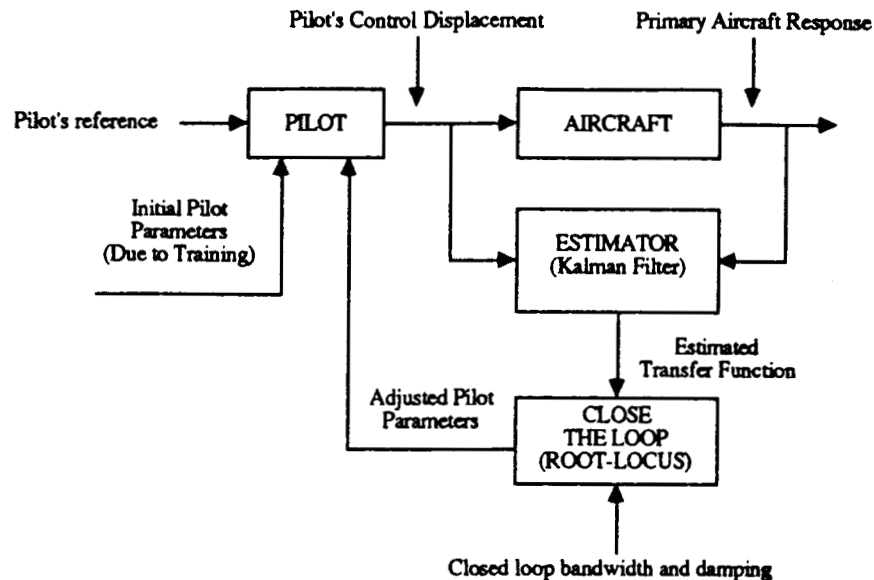 Pilot's Control Displacement
Primary Aircraft Response
Pilot's reference
PILOT
AIRCRAFT
Initial Pilot
Parameters
(Due to Training)
ESTIMATOR
(Kalman Filter)
Estimated
Transfer Function
Adjusted Pilot
Parameters
CLOSE
THE LOOP
(ROOT-LOCUS)
Closed loop bandwidth and damping